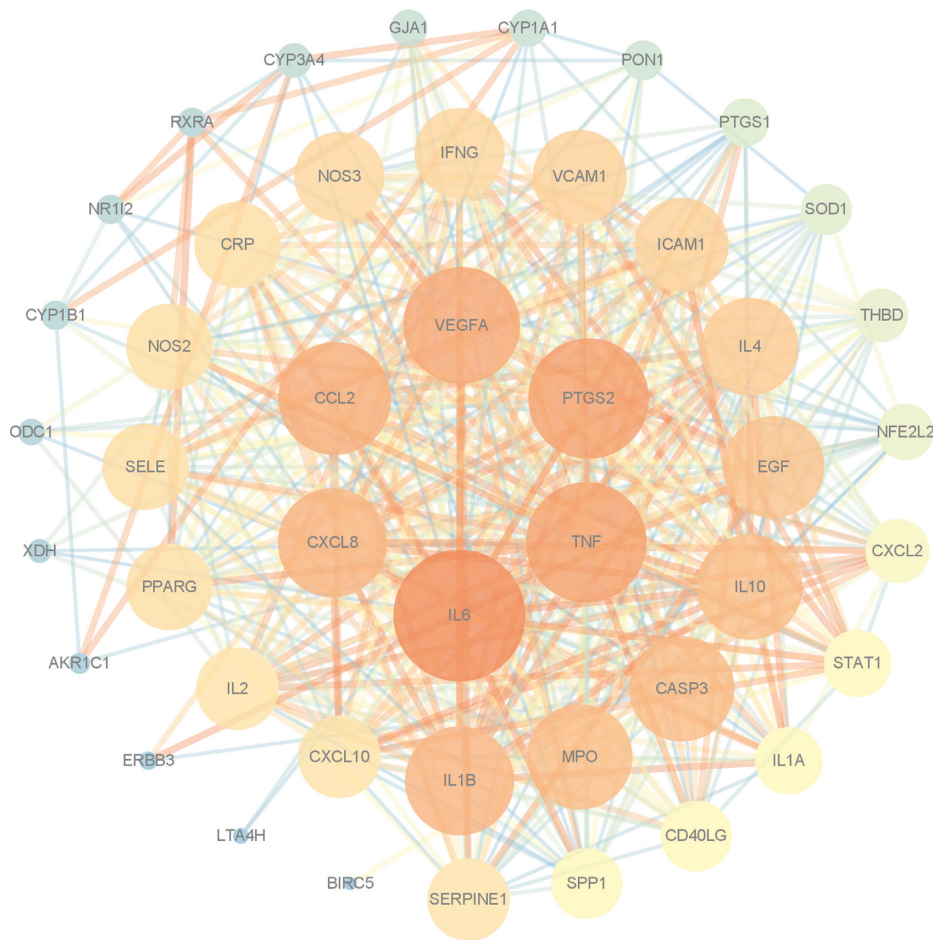 GJA1
CYP1A1
CYP3A4
PON1
RXRA
PTGS1
IFNG
NOS3
VCAM1
NR1I2
SOD1
CRP
ICAM1
CYP1B1
THBD
VEGFA
NOS2
IL4
CCL2
PTGS2
ODC1
NFE2L2
SELE
EGF
CXCL8
TNF
XDH
CXCL2
PPARG
IL10
IL6
AKR1C1
STAT1
IL2
CASP3
ERBB3
CXCL10
MPO
IL1A
IL1B
LTA4H
CD40LG
BIRC5
SPP1
SERPINE1